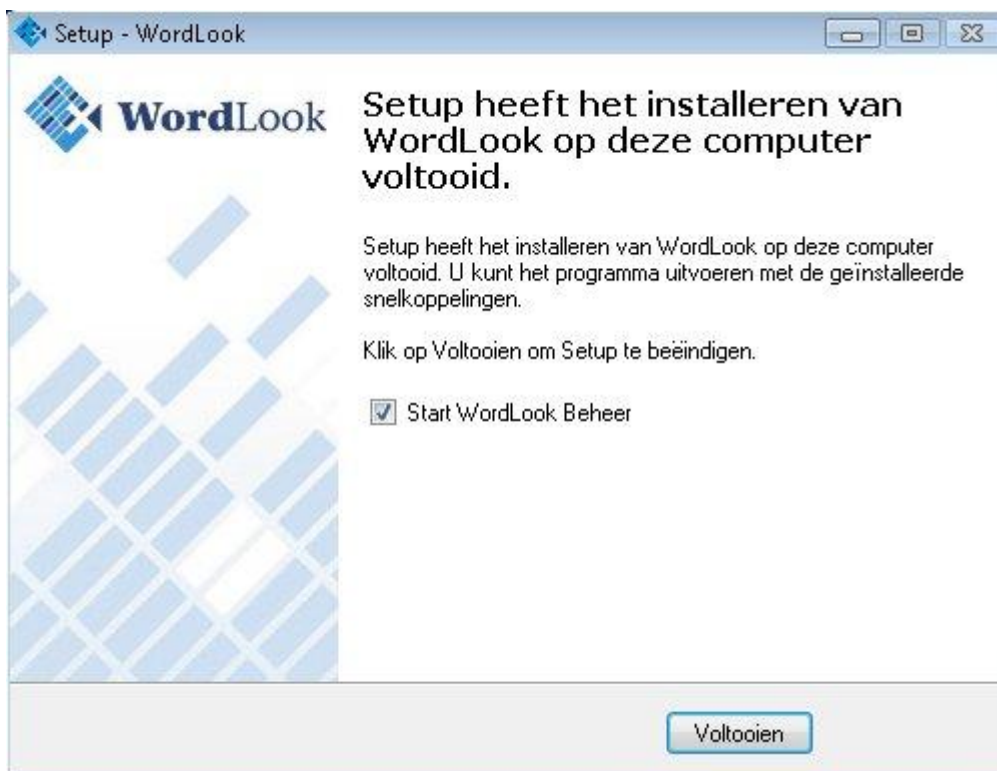 Setup - WordLook
WordLook
Setup heeft het installeren van
WordLook op deze computer
voltooid.
Setup heeft het installeren van WordLook op deze computer
voltooid. U kunt het programma uitvoeren met de geïnstalleerde
snelkoppelingen.
Klik op Voltooien om Setup te beëindigen.
Start WordLook Beheer
Voltooien